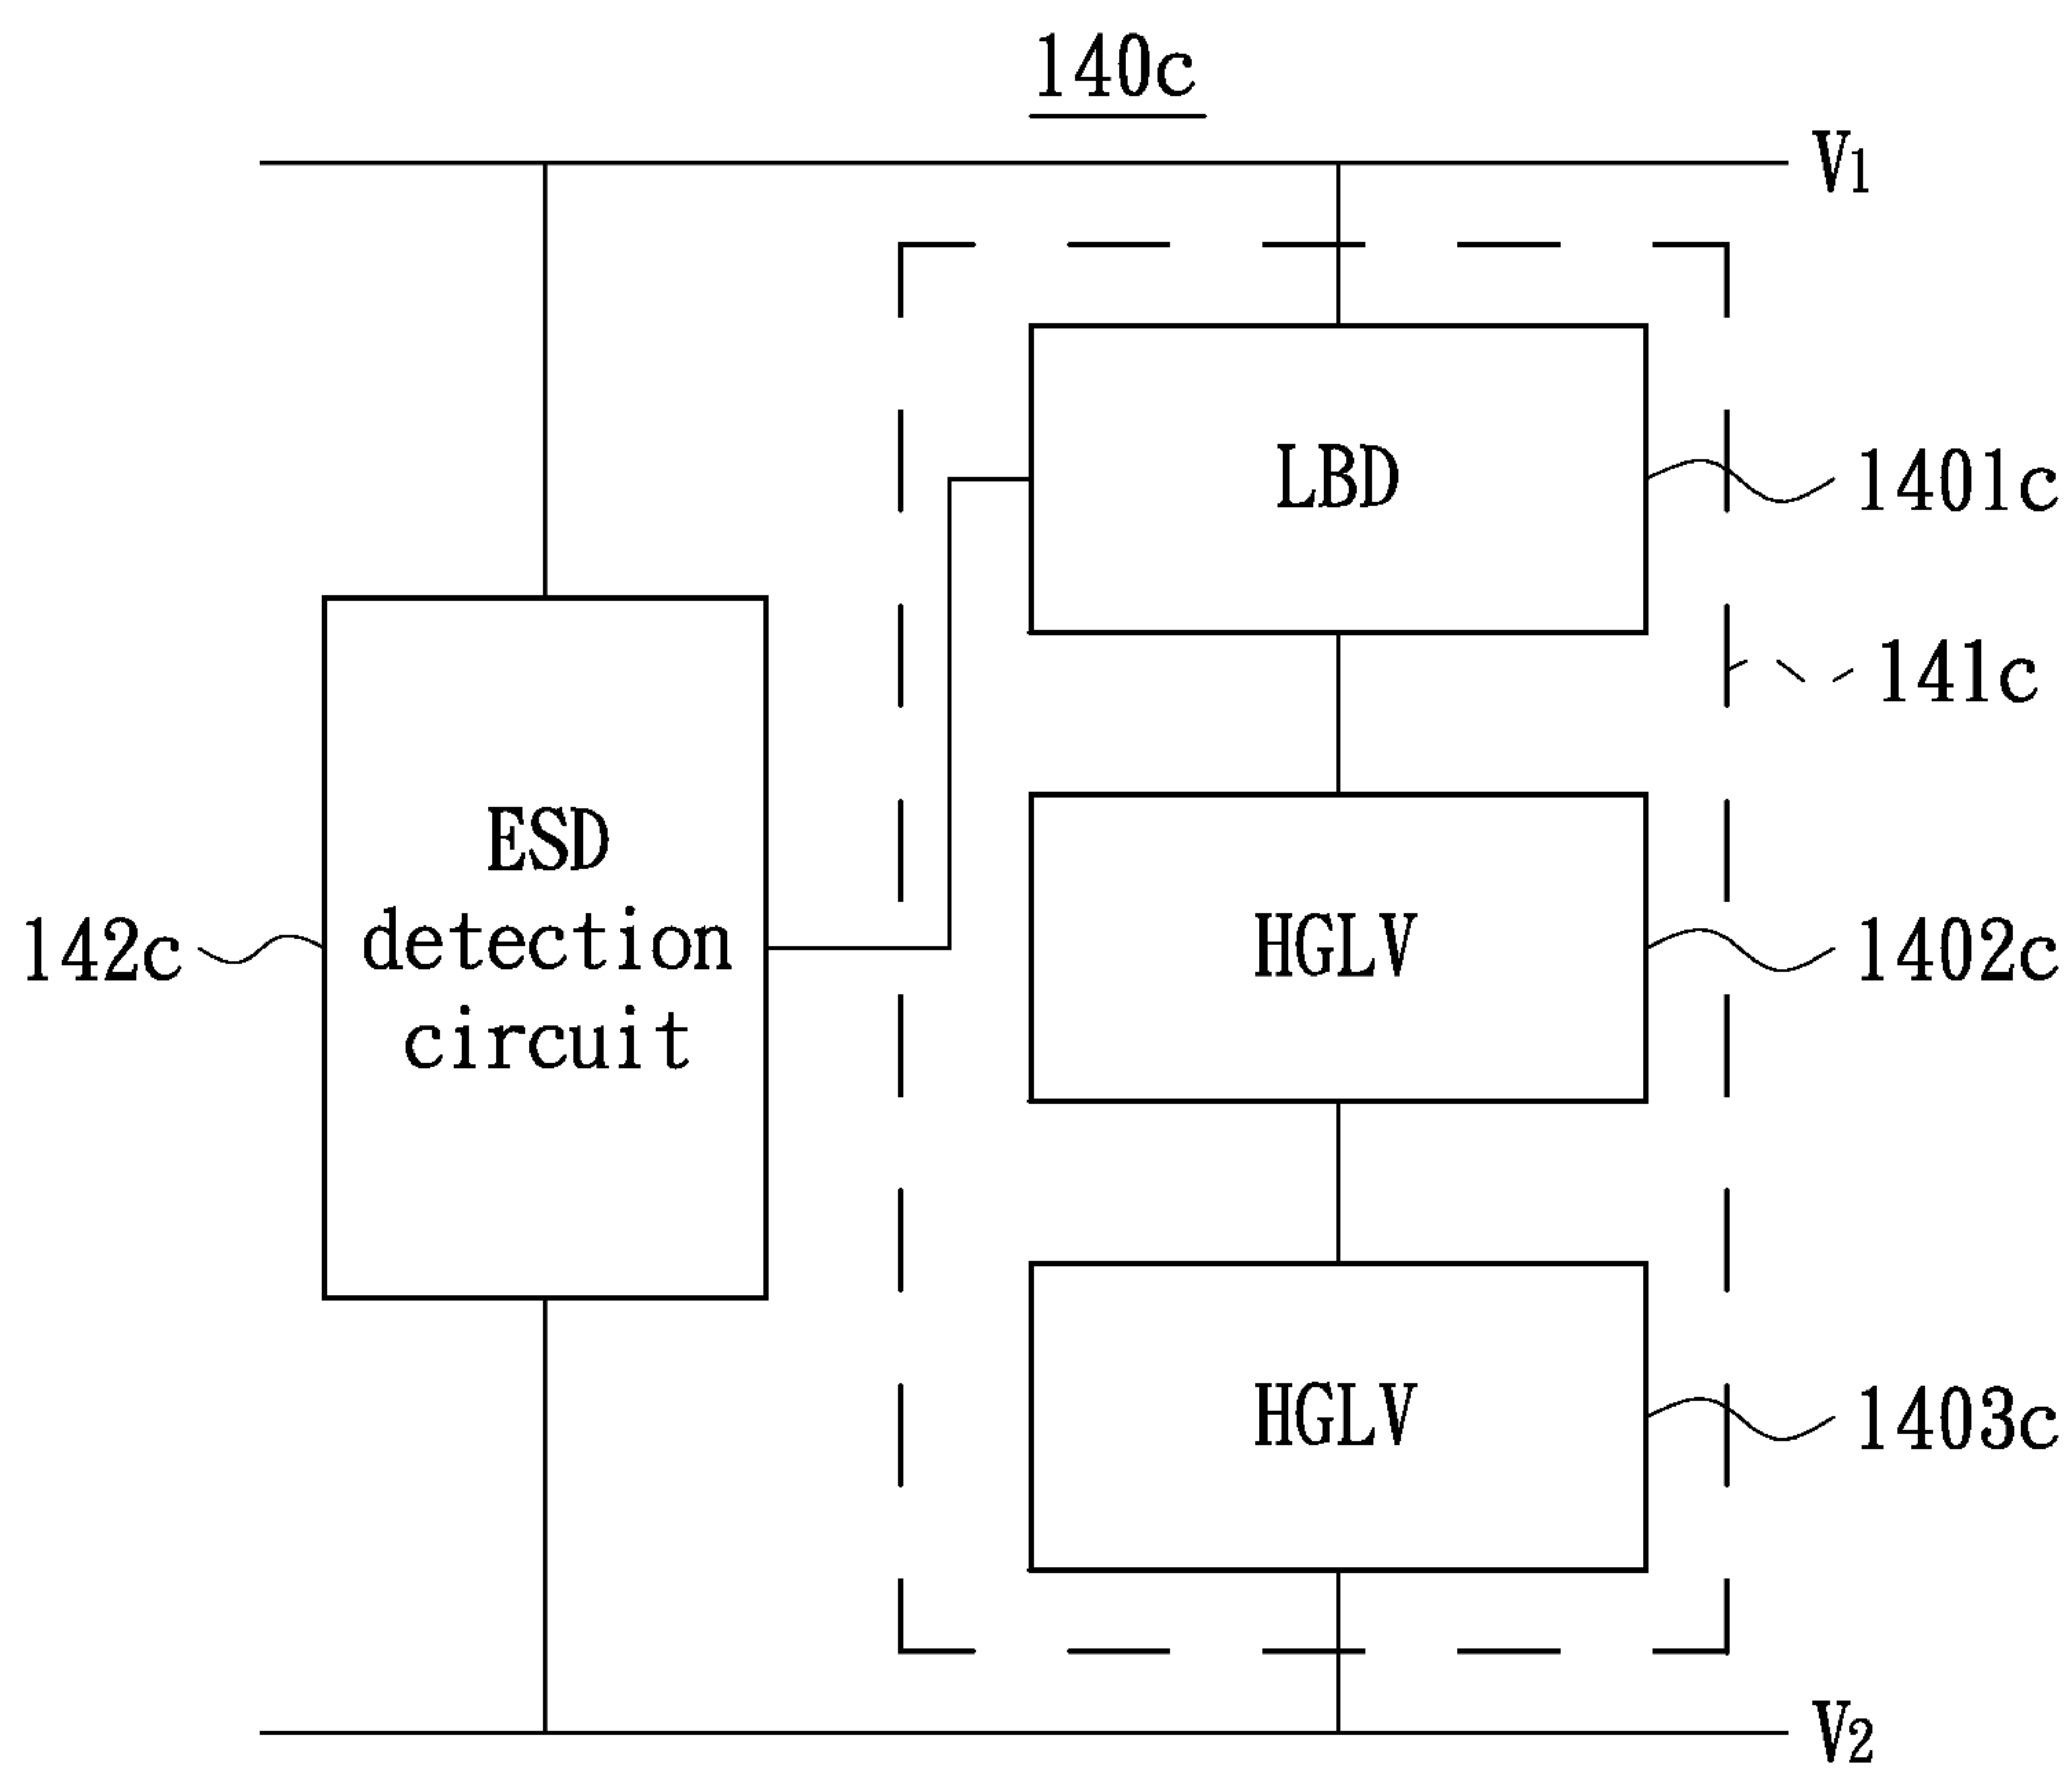 140c
V1
LBD
1401c
141c
ESD
detection
circuit
142c
HGLV
1402c
HGLV
1403c
V2